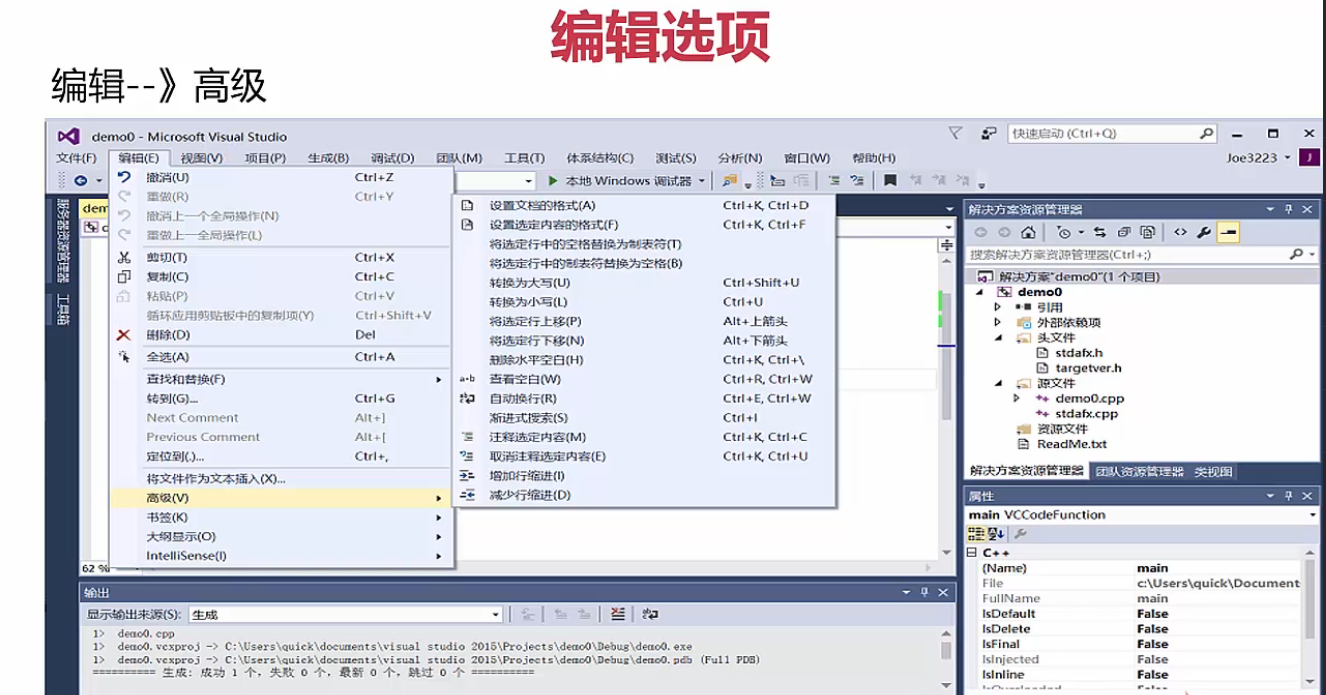 编辑选项
编辑--》高级
demo0 - Microsoft Visual Studio
快速启动 (Ctrl+Q)
文件(F) 编辑(E) 视图(V) 项目(P) 生成(B) 调试(D) 团队(M) 工具(T) 体系结构(C) 测试(S) 分析(N) 窗口(W) 帮助(H)
Joe3223 J
本地 Windows 调试器
服务器资源管理器
工具箱
撤消(U) Ctrl+Z
重做(R) Ctrl+Y
撤消上一个全局操作(N)
重做上一全局操作(L)
剪切(T) Ctrl+X
复制(C) Ctrl+C
粘贴(P) Ctrl+V
循环应用剪贴板中的复制项(Y) Ctrl+Shift+V
删除(D) Del
全选(A) Ctrl+A
查找和替换(F)
转到(G)... Ctrl+G
Next Comment Alt+]
Previous Comment Alt+[
定位到(.)... Ctrl+,
将文件作为文本插入(X)...
高级(V)
书签(K)
大纲显示(O)
IntelliSense(I)
设置文档的格式(A) Ctrl+K, Ctrl+D
设置选定内容的格式(F) Ctrl+K, Ctrl+F
将选定行中的空格替换为制表符(T)
将选定行中的制表符替换为空格(B)
转换为大写(U) Ctrl+Shift+U
转换为小写(L) Ctrl+U
将选定行上移(P) Alt+上箭头
将选定行下移(N) Alt+下箭头
删除水平空白(H) Ctrl+K, Ctrl+\
a·b 查看空白(W) Ctrl+R, Ctrl+W
自动换行(R) Ctrl+E, Ctrl+W
渐进式搜索(S) Ctrl+I
注释选定内容(M) Ctrl+K, Ctrl+C
取消注释选定内容(E) Ctrl+K, Ctrl+U
增加行缩进(I)
减少行缩进(D)
62 %
解决方案资源管理器
搜索解决方案资源管理器(Ctrl+;)
解决方案"demo0"(1 个项目)
demo0
引用
外部依赖项
头文件
stdafx.h
targetver.h
源文件
demo0.cpp
stdafx.cpp
资源文件
ReadMe.txt
解决方案资源管理器 团队资源管理器 类视图
属性
main VCCodeFunction
C++
(Name) main
File c:\Users\quick\Document
FullName main
IsDefault False
IsDelete False
IsFinal False
IsInjected False
IsInline False
输出
显示输出来源(S): 生成
1> demo0.cpp
1> demo0.vcxproj -> C:\Users\quick\documents\visual studio 2015\Projects\demo0\Debug\demo0.exe
1> demo0.vcxproj -> C:\Users\quick\documents\visual studio 2015\Projects\demo0\Debug\demo0.pdb (Full PDB)
========== 生成: 成功 1 个，失败 0 个，最新 0 个，跳过 0 个 ==========